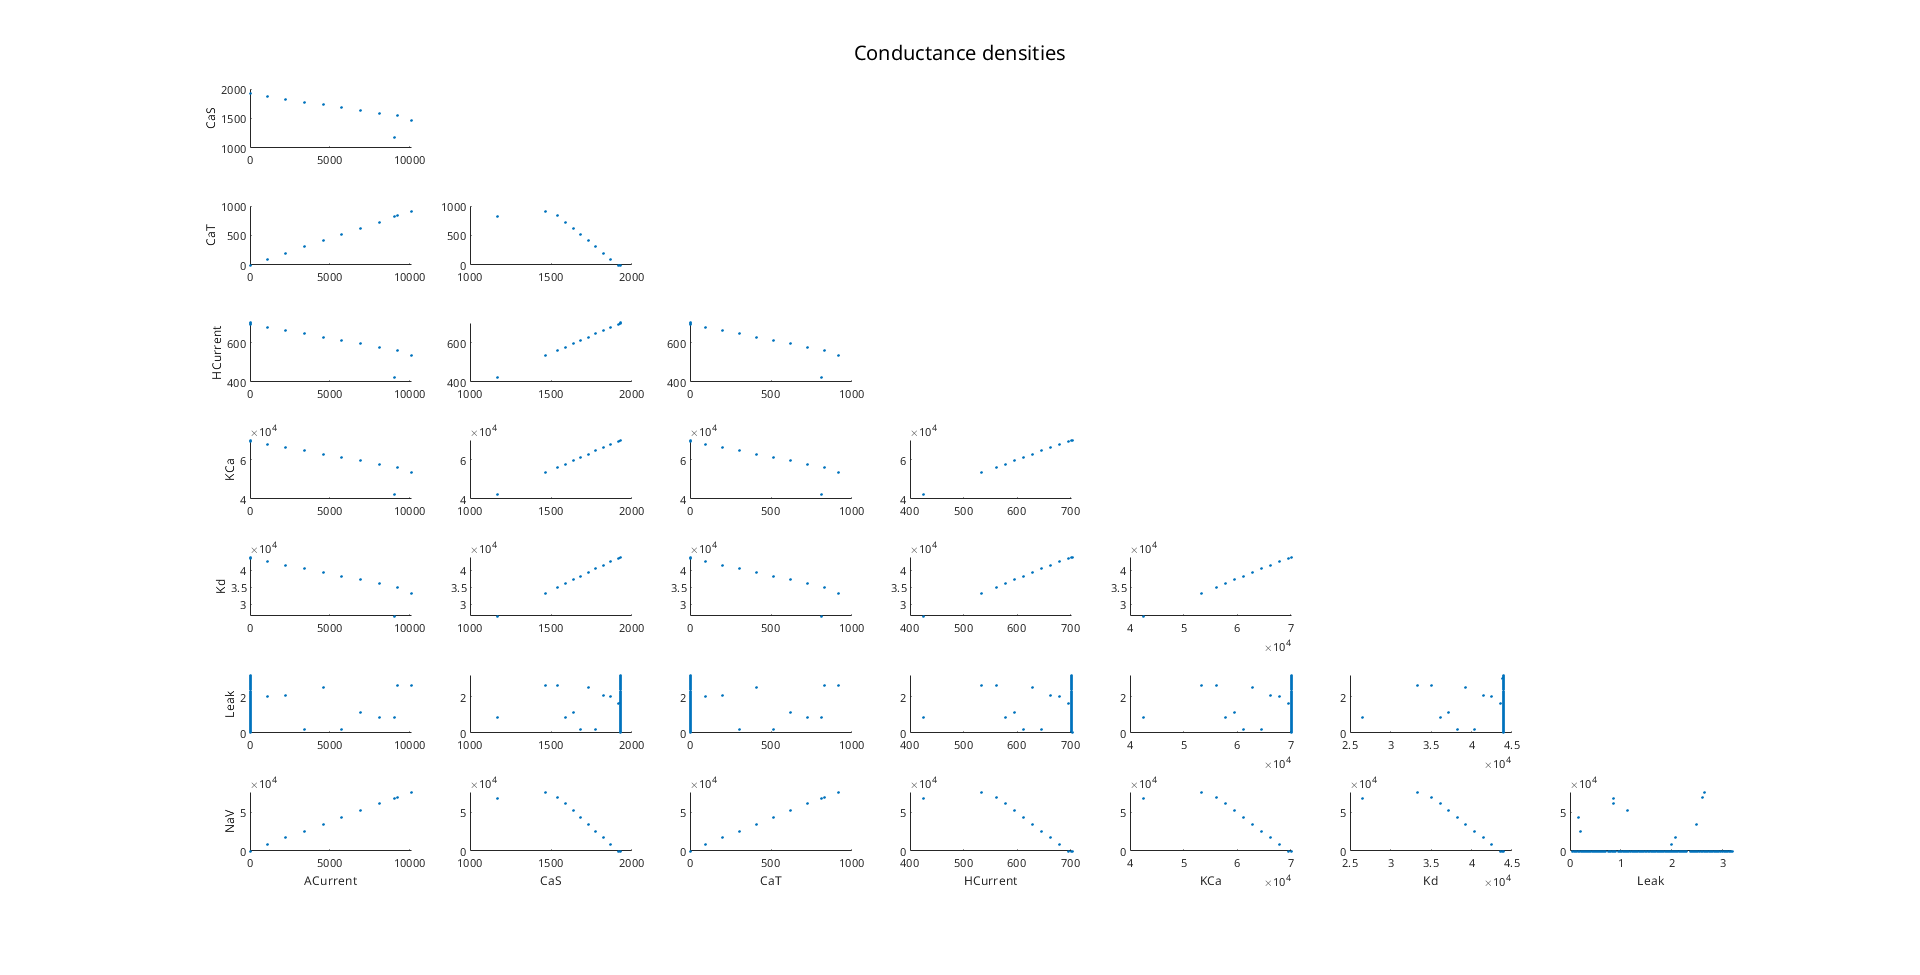 Conductance densities
2000
CaS
1500
1000
0 5000 10000
1000 1000
CaT
500 500
0 0
0 5000 10000 1000 1500 2000
HCurrent
600 600 600
400 400 400
0 5000 10000 1000 1500 2000 0 500 1000
×10⁴ ×10⁴ ×10⁴ ×10⁴
KCa
6 6 6 6
4 4 4 4
0 5000 10000 1000 1500 2000 0 500 1000 400 500 600 700
×10⁴ ×10⁴ ×10⁴ ×10⁴ ×10⁴
Kd
4 4 4 4 4
3.5 3.5 3.5 3.5 3.5
3 3 3 3 3
0 5000 10000 1000 1500 2000 0 500 1000 400 500 600 700 4 5 6 7
×10⁴
Leak
2 2 2 2 2 2
0 0 0 0 0 0
0 5000 10000 1000 1500 2000 0 500 1000 400 500 600 700 4 5 6 7 2.5 3 3.5 4 4.5
×10⁴ ×10⁴
×10⁴ ×10⁴ ×10⁴ ×10⁴ ×10⁴ ×10⁴ ×10⁴
NaV
5 5 5 5 5 5 5
0 0 0 0 0 0 0
0 5000 10000 1000 1500 2000 0 500 1000 400 500 600 700 4 5 6 7 2.5 3 3.5 4 4.5 0 1 2 3
ACurrent CaS CaT HCurrent KCa ×10⁴ Kd ×10⁴ Leak